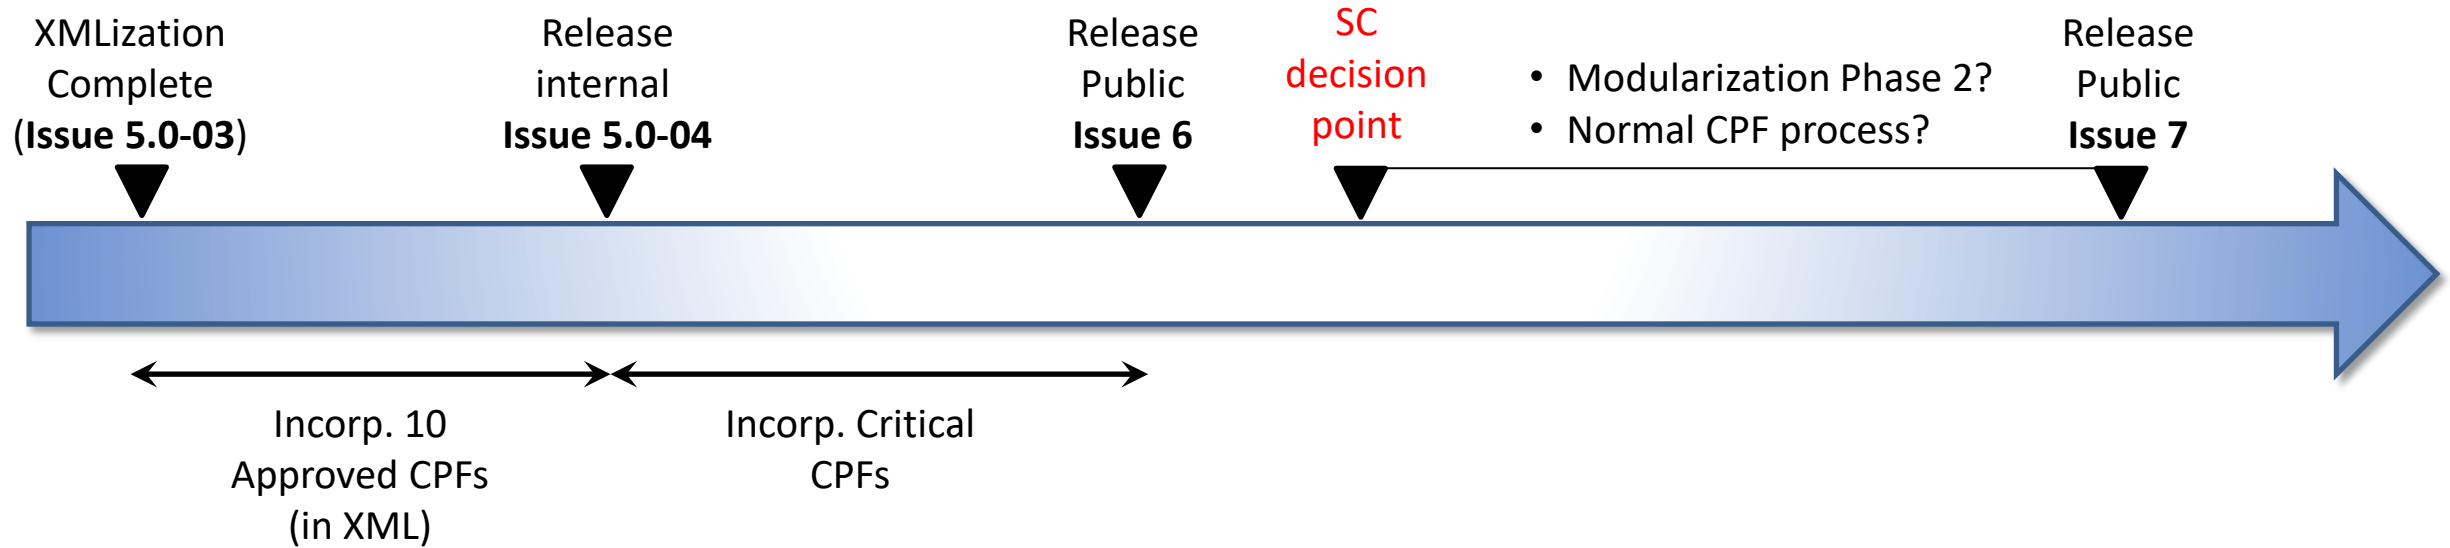 XMLization
Complete
(Issue 5.0-03)
Release
internal
Issue 5.0-04
Release
Public
Issue 6
SC
decision
point
• Modularization Phase 2?
• Normal CPF process?
Release
Public
Issue 7
Incorp. 10
Approved CPFs
(in XML)
Incorp. Critical
CPFs